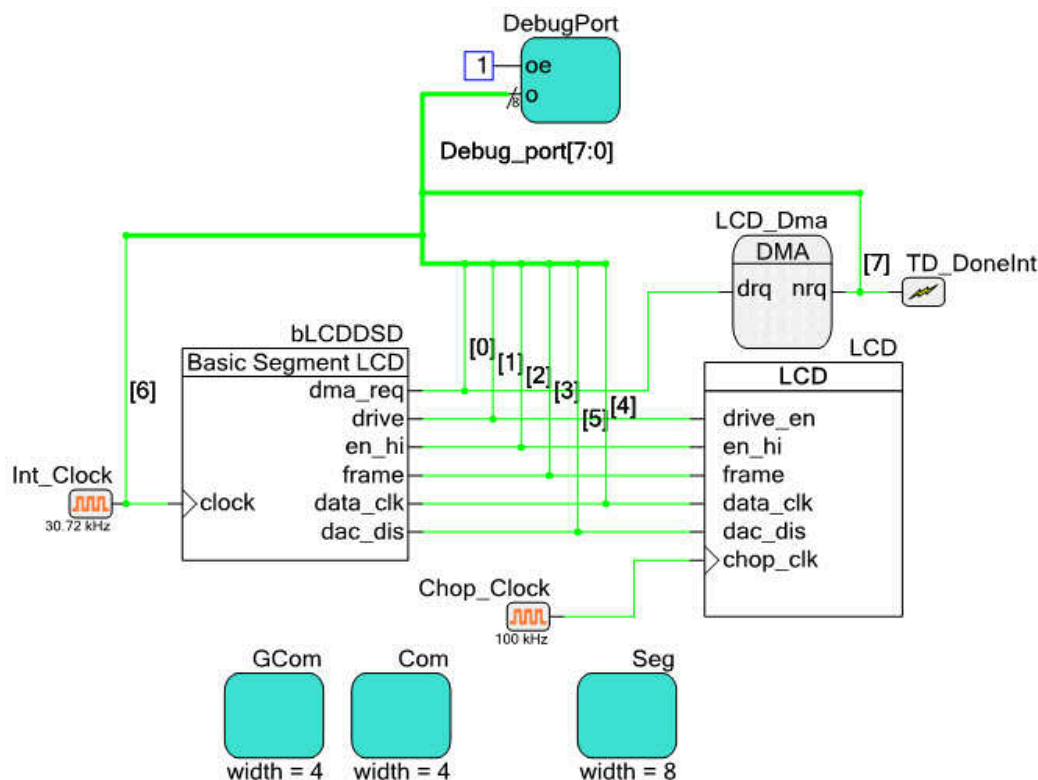 DebugPort
1
oe
/8
o
Debug_port[7:0]
LCD_Dma
DMA
drq nrq
[7]
TD_DoneInt
bLCDDSD
Basic Segment LCD
dma_req
drive
en_hi
frame
data_clk
dac_dis
clock
[0]
[1]
[2]
[3]
[5]
[4]
[6]
LCD
LCD
drive_en
en_hi
frame
data_clk
dac_dis
chop_clk
Int_Clock
30.72 kHz
Chop_Clock
100 kHz
GCom
width = 4
Com
width = 4
Seg
width = 8